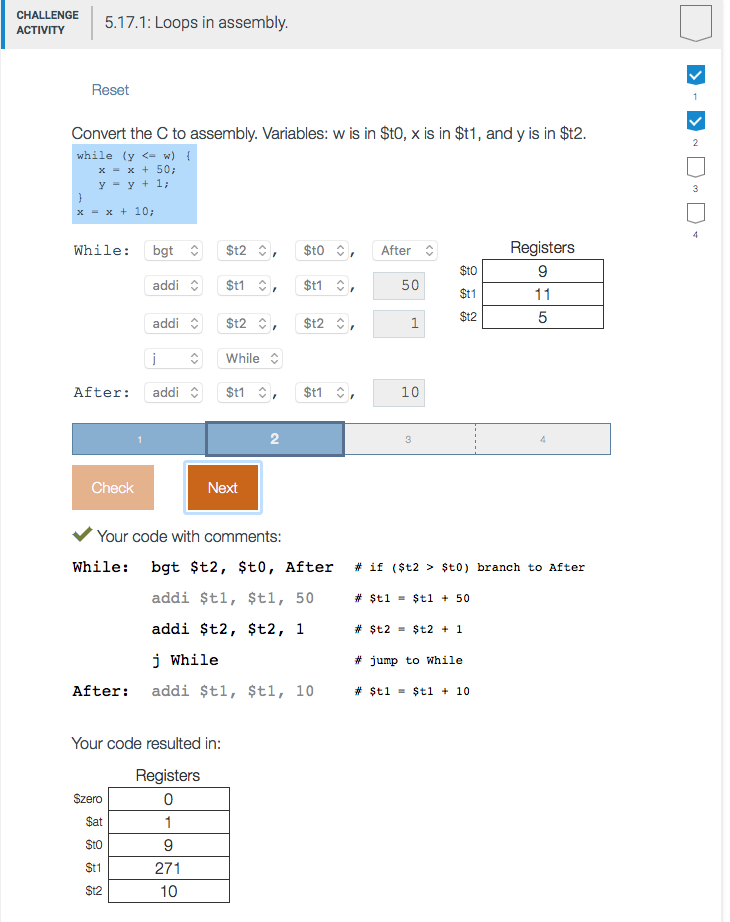 CHALLENGE
ACTIVITY
5.17.1: Loops in assembly.
1
2
3
4
Reset
Convert the C to assembly. Variables: w is in $t0, x is in $t1, and y is in $t2.
while (y <= w) {
x = x + 50;
y = y + 1;
}
x = x + 10;
While: bgt $t2 , $t0 , After
addi $t1 , $t1 , 50
addi $t2 , $t2 , 1
j While
After: addi $t1 , $t1 , 10
Registers
$t0 9
$t1 11
$t2 5
1 2 3 4
Check Next
Your code with comments:
While: bgt $t2, $t0, After # if ($t2 > $t0) branch to After
addi $t1, $t1, 50 # $t1 = $t1 + 50
addi $t2, $t2, 1 # $t2 = $t2 + 1
j While # jump to While
After: addi $t1, $t1, 10 # $t1 = $t1 + 10
Your code resulted in:
Registers
$zero 0
$at 1
$t0 9
$t1 271
$t2 10